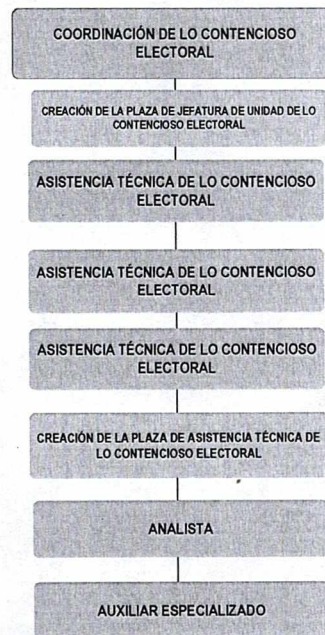 COORDINACIÓN DE LO CONTENCIOSO
ELECTORAL
CREACIÓN DE LA PLAZA DE JEFATURA DE UNIDAD DE LO
CONTENCIOSO ELECTORAL
ASISTENCIA TÉCNICA DE LO CONTENCIOSO
ELECTORAL
ASISTENCIA TÉCNICA DE LO CONTENCIOSO
ELECTORAL
ASISTENCIA TÉCNICA DE LO CONTENCIOSO
ELECTORAL
CREACIÓN DE LA PLAZA DE ASISTENCIA TÉCNICA DE
LO CONTENCIOSO ELECTORAL
ANALISTA
AUXILIAR ESPECIALIZADO